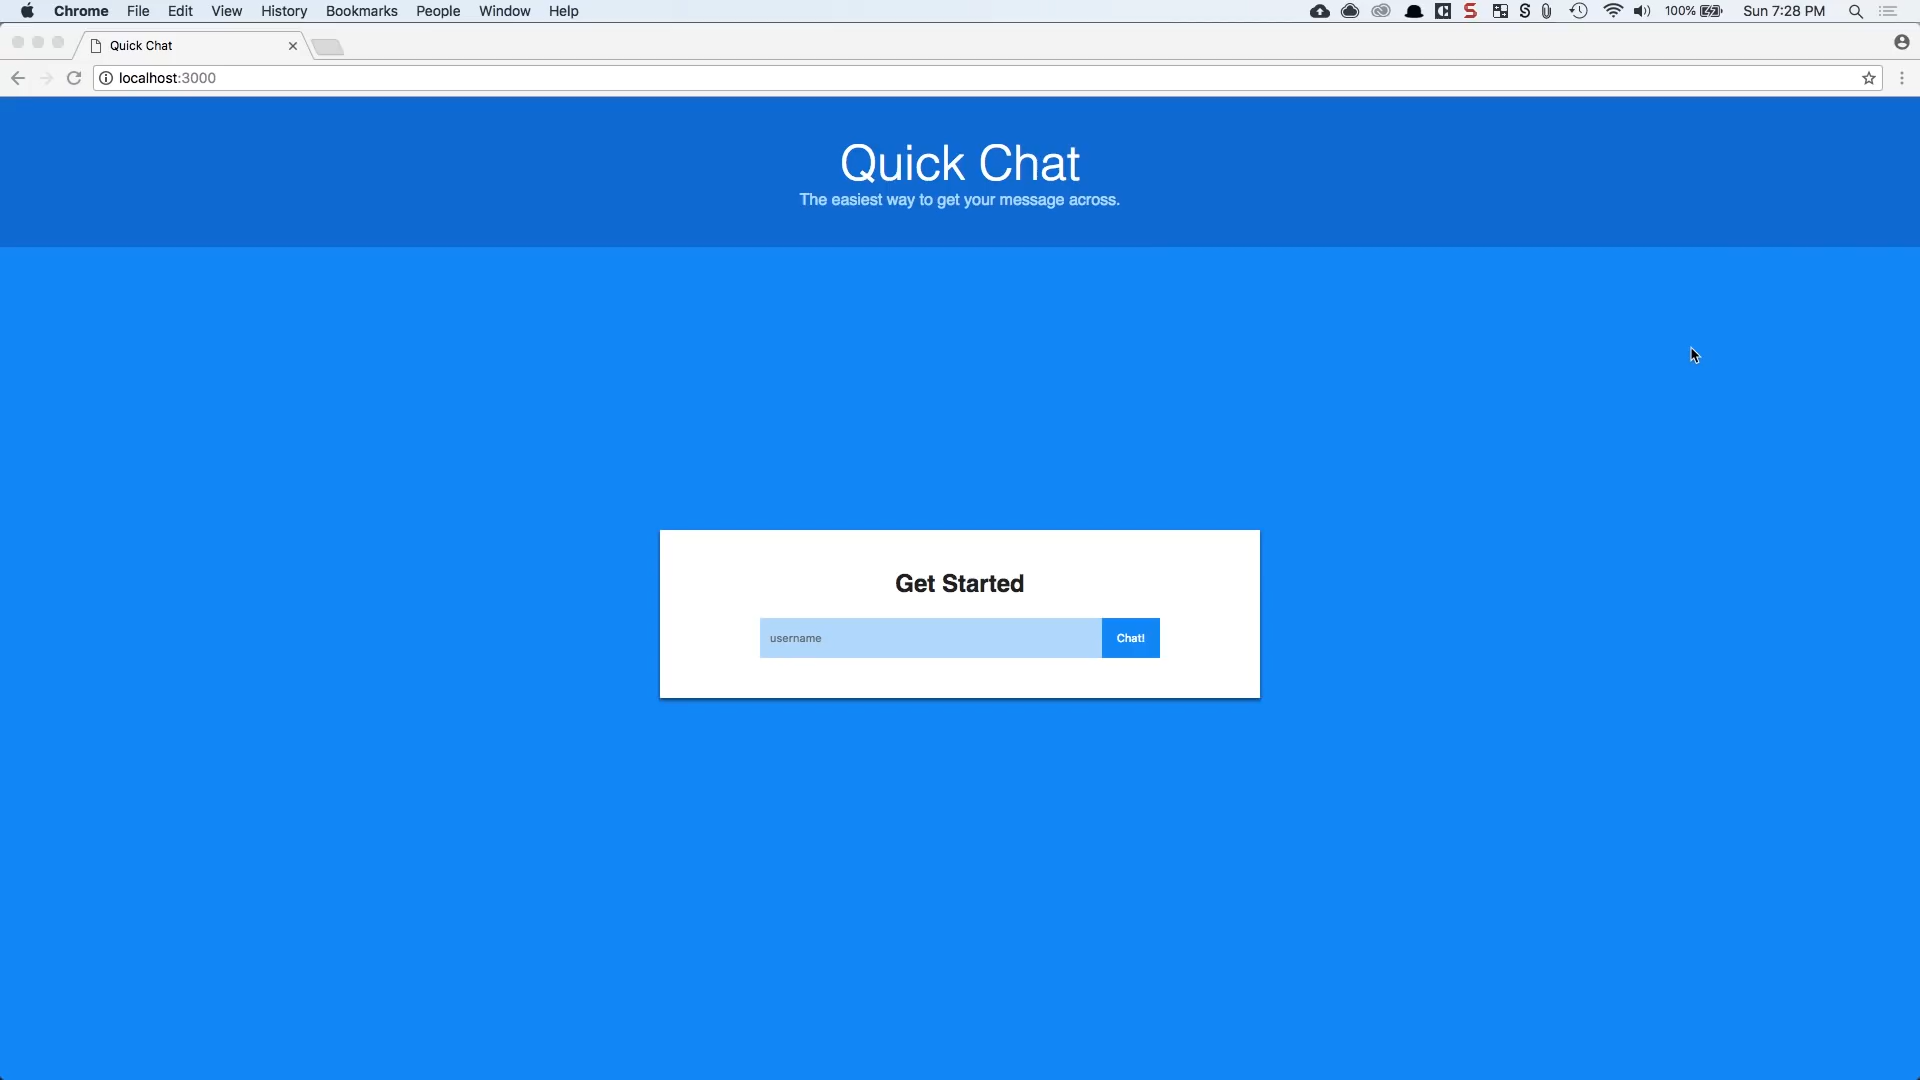 Chrome File Edit View History Bookmarks People Window Help 100% Sun 7:28 PM
Quick Chat
localhost:3000
Quick Chat
The easiest way to get your message across.
Get Started
username Chat!